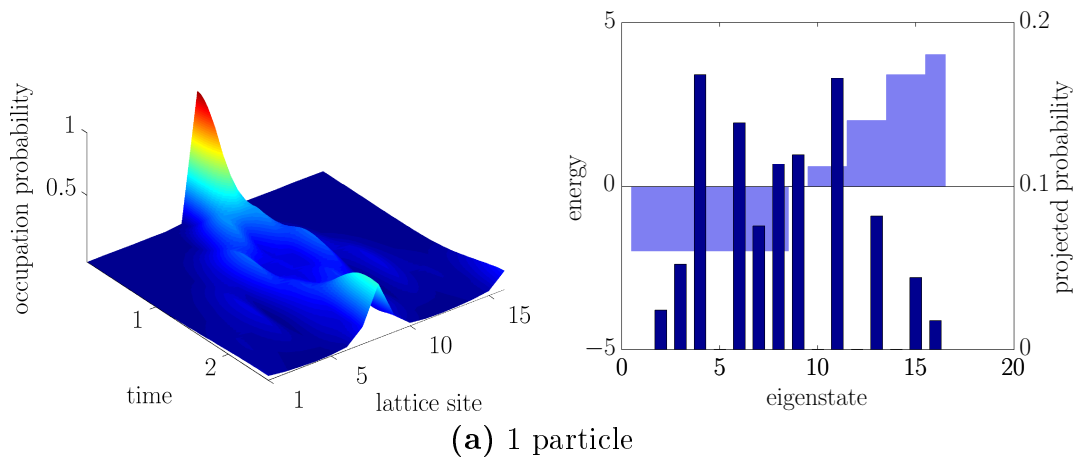 occupation probability
1
0.5
1
2
time
1
5
10
15
lattice site
5
0
−5
energy
0.2
0.1
0
projected probability
0 5 10 15 20
eigenstate
(a) 1 particle